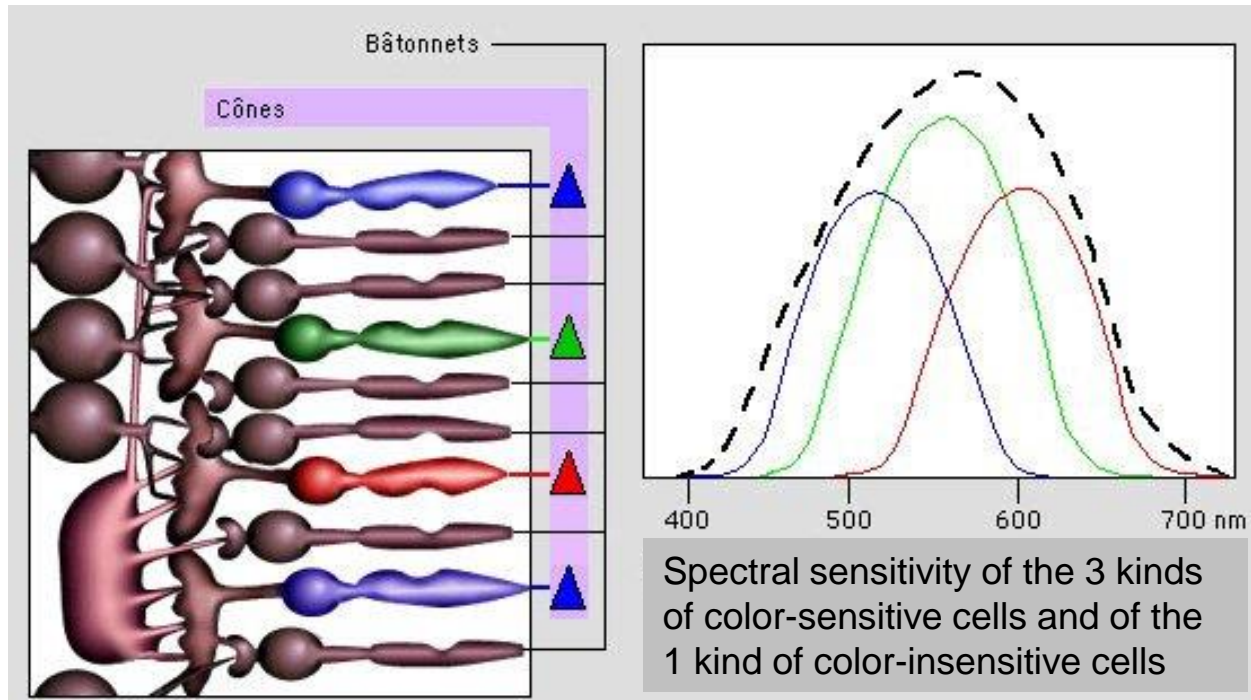 Bâtonnets
Cônes
400 500 600 700 nm
Spectral sensitivity of the 3 kinds
of color-sensitive cells and of the
1 kind of color-insensitive cells